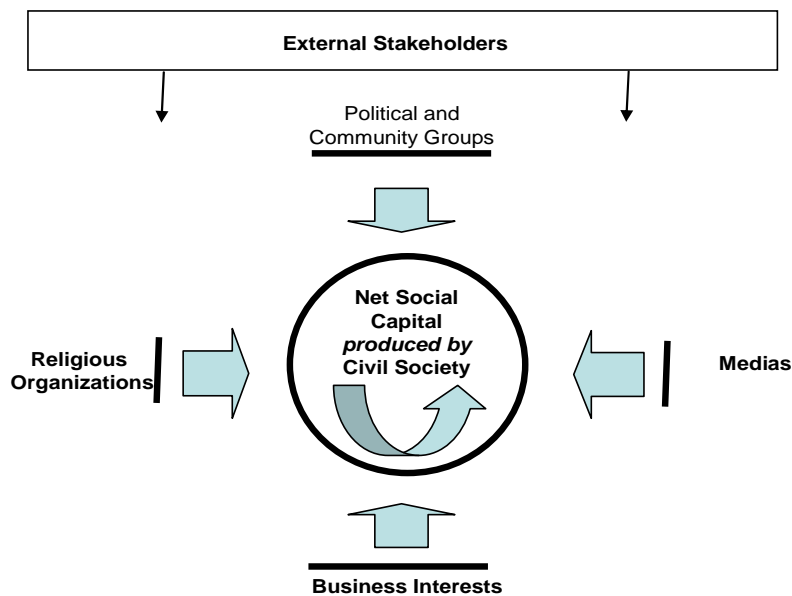 External Stakeholders
Political and
Community Groups
Net Social
Capital
produced by
Civil Society
Religious
Organizations
Medias
Business Interests